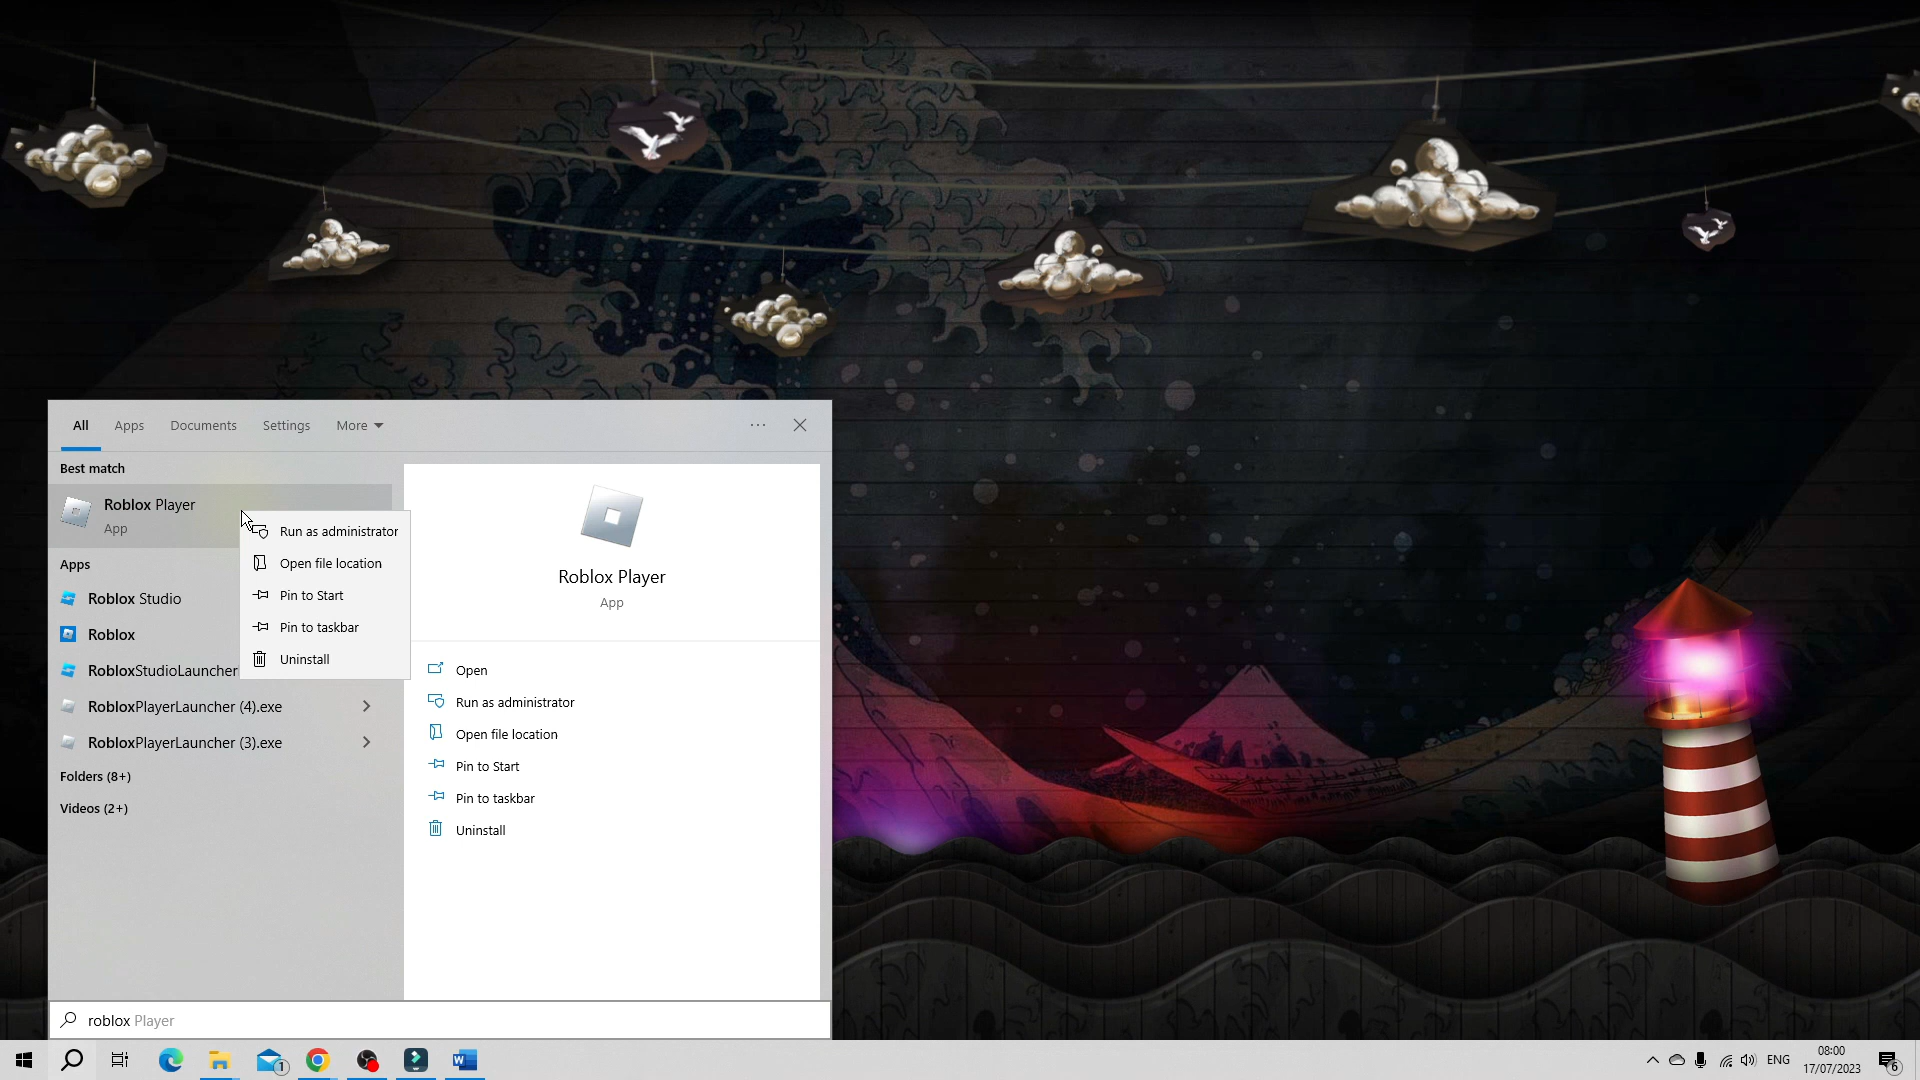 All Apps Documents Settings More
Best match
Roblox Player
App
Run as administrator
Open file location
Pin to Start
Pin to taskbar
Uninstall
Apps
Roblox Studio
Roblox
RobloxStudioLauncher
RobloxPlayerLauncher (4).exe
RobloxPlayerLauncher (3).exe
Folders (8+)
Videos (2+)
Roblox Player
App
Open
Run as administrator
Open file location
Pin to Start
Pin to taskbar
Uninstall
roblox Player
1
ENG
08:00
17/07/2023
6